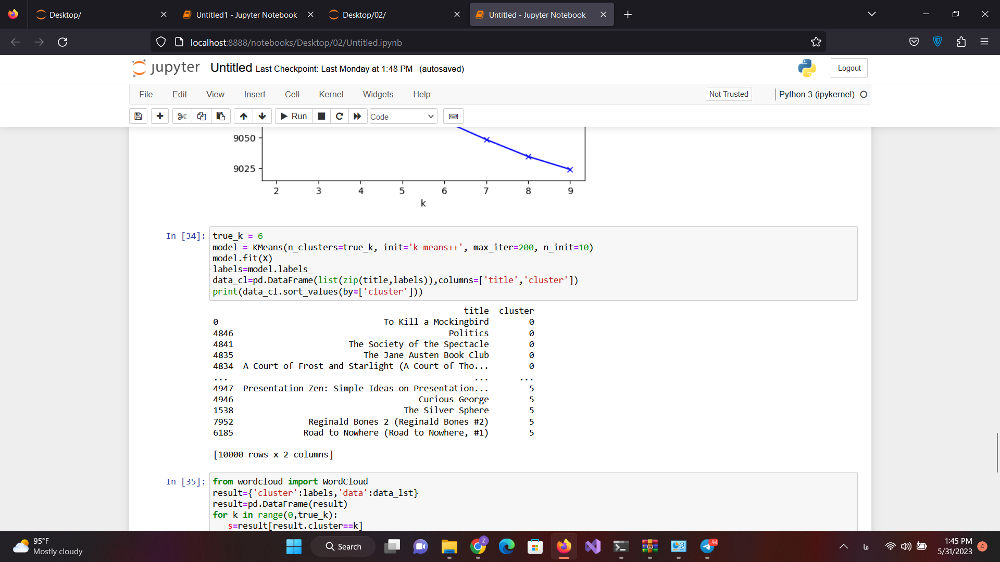 Desktop/
Untitled1 - Jupyter Notebook
Desktop/02/
Untitled - Jupyter Notebook
localhost:8888/notebooks/Desktop/02/Untitled.ipynb
jupyter Untitled Last Checkpoint: Last Monday at 1:48 PM (autosaved)
Logout
File Edit View Insert Cell Kernel Widgets Help
Not Trusted
Python 3 (ipykernel)
Run
Code
9050
9025
2 3 4 5 6 7 8 9
k
In [34]:
true_k = 6
model = KMeans(n_clusters=true_k, init='k-means++', max_iter=200, n_init=10)
model.fit(X)
labels=model.labels_
data_cl=pd.DataFrame(list(zip(title,labels)),columns=['title','cluster'])
print(data_cl.sort_values(by=['cluster']))
title cluster
0 To Kill a Mockingbird 0
4846 Politics 0
4841 The Society of the Spectacle 0
4835 The Jane Austen Book Club 0
4834 A Court of Frost and Starlight (A Court of Tho... 0
... ... ...
4947 Presentation Zen: Simple Ideas on Presentation... 5
4946 Curious George 5
1538 The Silver Sphere 5
7952 Reginald Bones 2 (Reginald Bones #2) 5
6185 Road to Nowhere (Road to Nowhere, #1) 5
[10000 rows x 2 columns]
In [35]:
from wordcloud import WordCloud
result={'cluster':labels,'data':data_lst}
result=pd.DataFrame(result)
for k in range(0,true_k):
s=result[result.cluster==k]
95°F
Mostly cloudy
Search
Z
94
فا
1:45 PM
5/31/2023
4